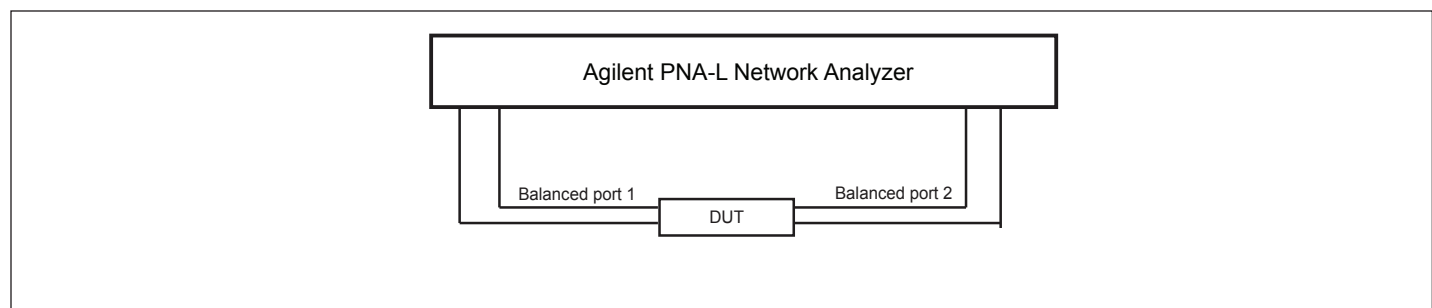 Agilent PNA-L Network Analyzer
Balanced port 1
Balanced port 2
DUT